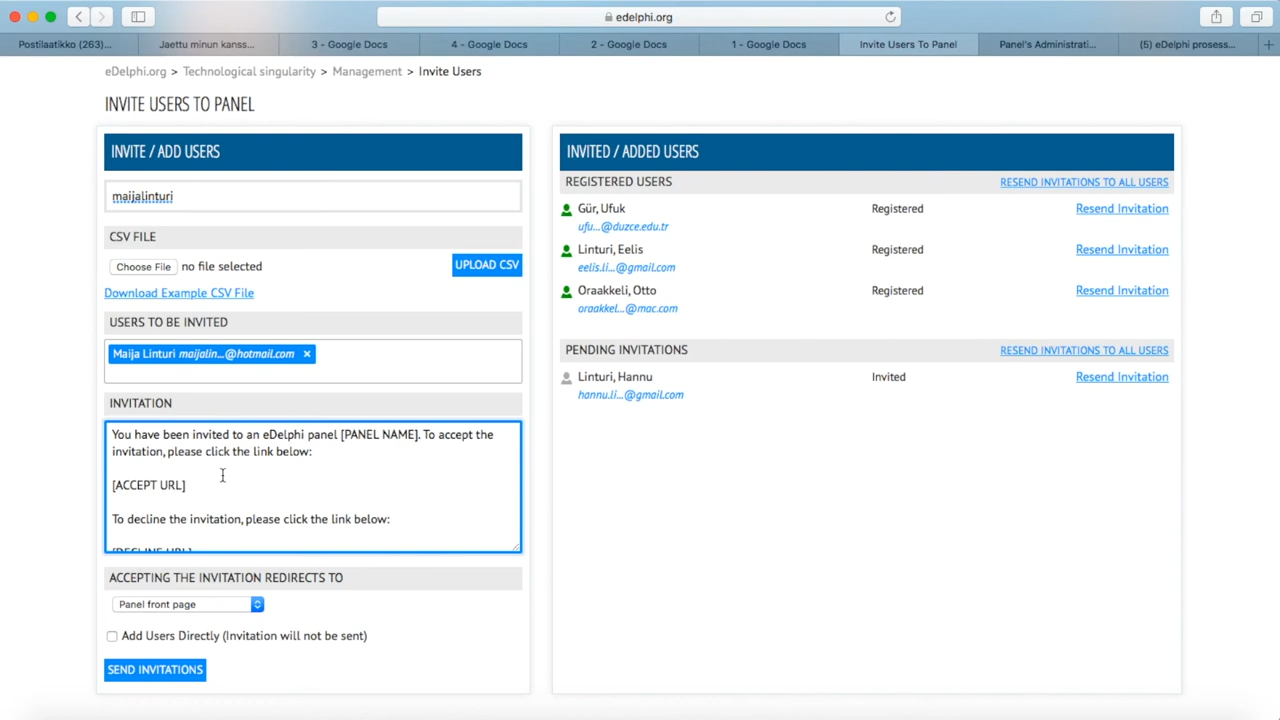 edelphi.org
Postilaatikko (263)...
Jaettu minun kanss...
3 - Google Docs
4 - Google Docs
2 - Google Docs
1 - Google Docs
Invite Users To Panel
Panel's Administrati...
(5) eDelphi prosess...
eDelphi.org > Technological singularity > Management > Invite Users
INVITE USERS TO PANEL
INVITE / ADD USERS
maijalinturi
CSV FILE
Choose File no file selected
UPLOAD CSV
Download Example CSV File
USERS TO BE INVITED
Maija Linturi maijalin...@hotmail.com ×
INVITATION
You have been invited to an eDelphi panel [PANEL NAME]. To accept the
invitation, please click the link below:
[ACCEPT URL]
To decline the invitation, please click the link below:
[DECLINE URL]
ACCEPTING THE INVITATION REDIRECTS TO
Panel front page
Add Users Directly (Invitation will not be sent)
SEND INVITATIONS
INVITED / ADDED USERS
REGISTERED USERS RESEND INVITATIONS TO ALL USERS
Gür, Ufuk Registered Resend Invitation
ufu...@duzce.edu.tr
Linturi, Eelis Registered Resend Invitation
eelis.li...@gmail.com
Oraakkeli, Otto Registered Resend Invitation
oraakkel...@mac.com
PENDING INVITATIONS RESEND INVITATIONS TO ALL USERS
Linturi, Hannu Invited Resend Invitation
hannu.li...@gmail.com